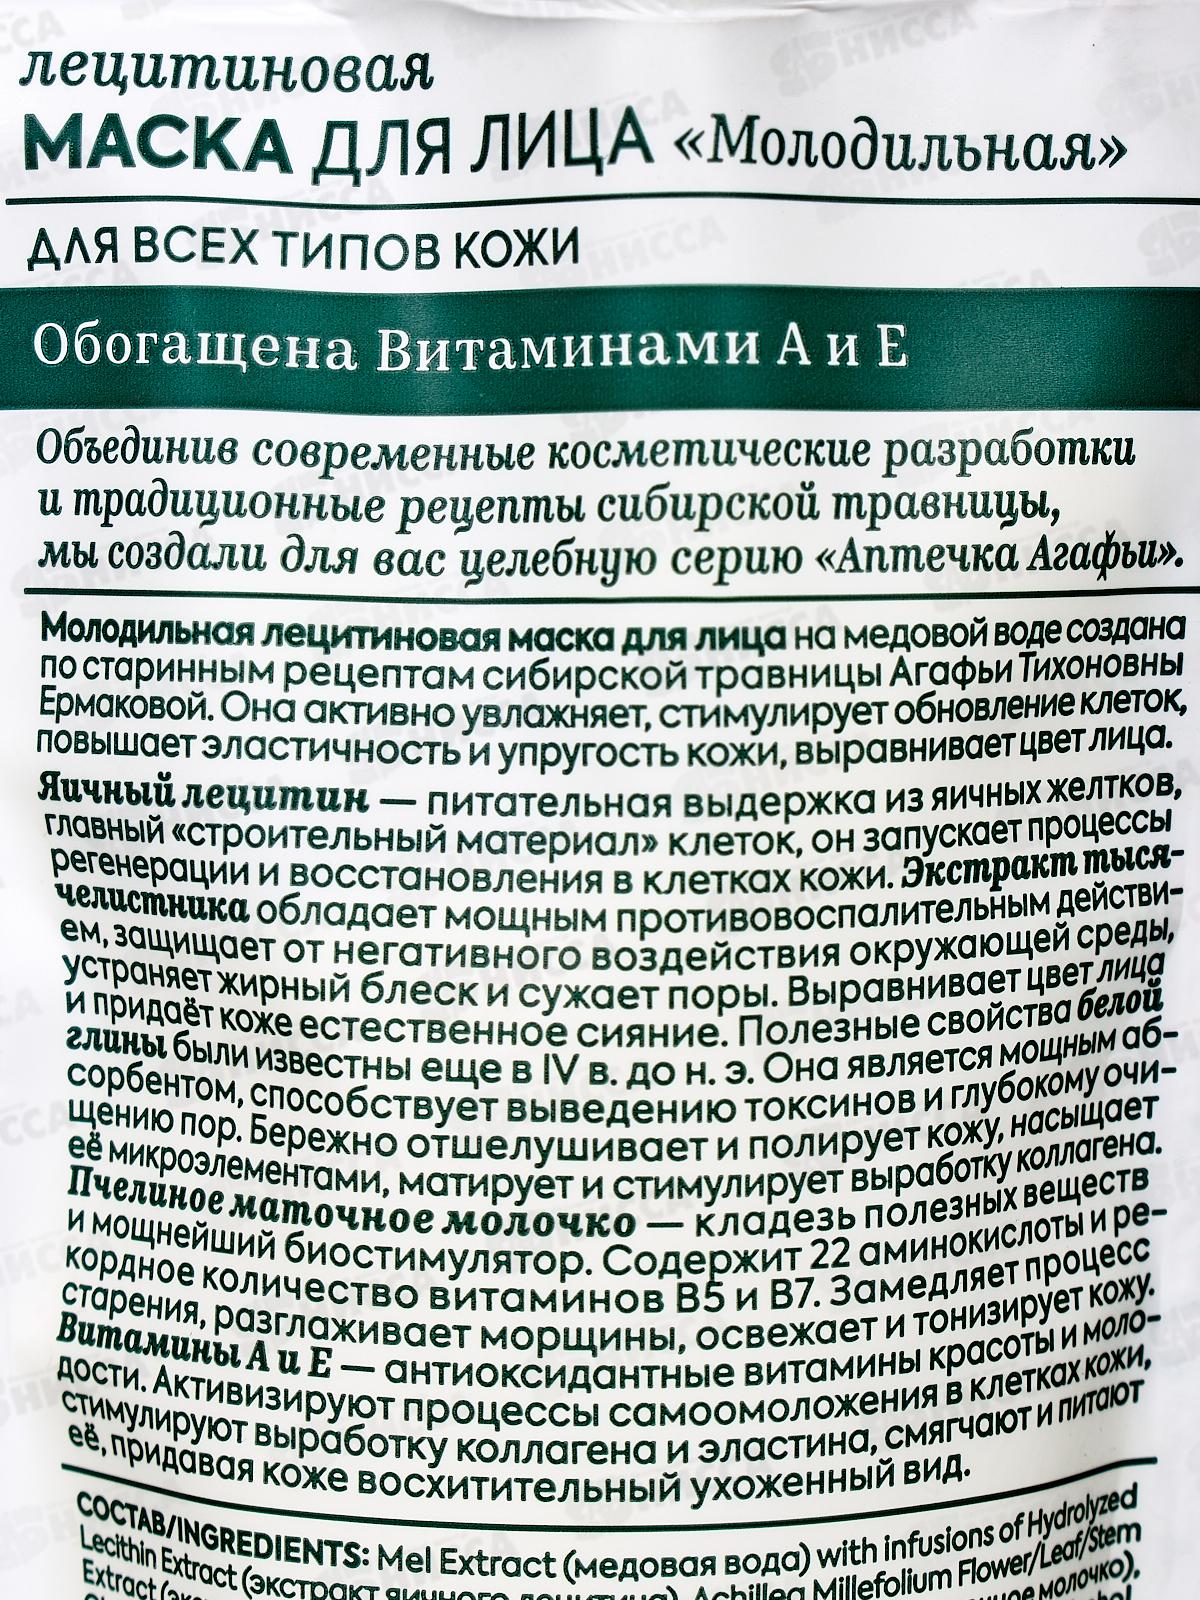 лецитиновая
МАСКА ДЛЯ ЛИЦА «Молодильная»
ДЛЯ ВСЕХ ТИПОВ КОЖИ
Обогащена Витаминами А и Е
Объединив современные косметические разработки
и традиционные рецепты сибирской травницы,
мы создали для вас целебную серию «Аптечка Агафьи».
Молодильная лецитиновая маска для лица на медовой воде создана
по старинным рецептам сибирской травницы Агафьи Тихоновны
Ермаковой. Она активно увлажняет, стимулирует обновление клеток,
повышает эластичность и упругость кожи, выравнивает цвет лица.
Яичный лецитин — питательная выдержка из яичных желтков,
главный «строительный материал» клеток, он запускает процессы
регенерации и восстановления в клетках кожи. Экстракт тыся-
челистника обладает мощным противовоспалительным действи-
ем, защищает от негативного воздействия окружающей среды,
устраняет жирный блеск и сужает поры. Выравнивает цвет лица
и придаёт коже естественное сияние. Полезные свойства белой
глины были известны еще в IV в. до н. э. Она является мощным аб-
сорбентом, способствует выведению токсинов и глубокому очи-
щению пор. Бережно отшелушивает и полирует кожу, насыщает
её микроэлементами, матирует и стимулирует выработку коллагена.
Пчелиное маточное молочко — кладезь полезных веществ
и мощнейший биостимулятор. Содержит 22 аминокислоты и ре-
кордное количество витаминов В5 и В7. Замедляет процесс
старения, разглаживает морщины, освежает и тонизирует кожу.
Витамины А и Е — антиоксидантные витамины красоты и моло-
дости. Активизируют процессы самоомоложения в клетках кожи,
стимулируют выработку коллагена и эластина, смягчают и питают
её, придавая коже восхитительный ухоженный вид.
СОСТАВ/INGREDIENTS: Mel Extract (медовая вода) with infusions of Hydrolyzed
Lecithin Extract (экстракт яичного лецитина), Achillea Millefolium Flower/Leaf/Stem
Extract молочко),